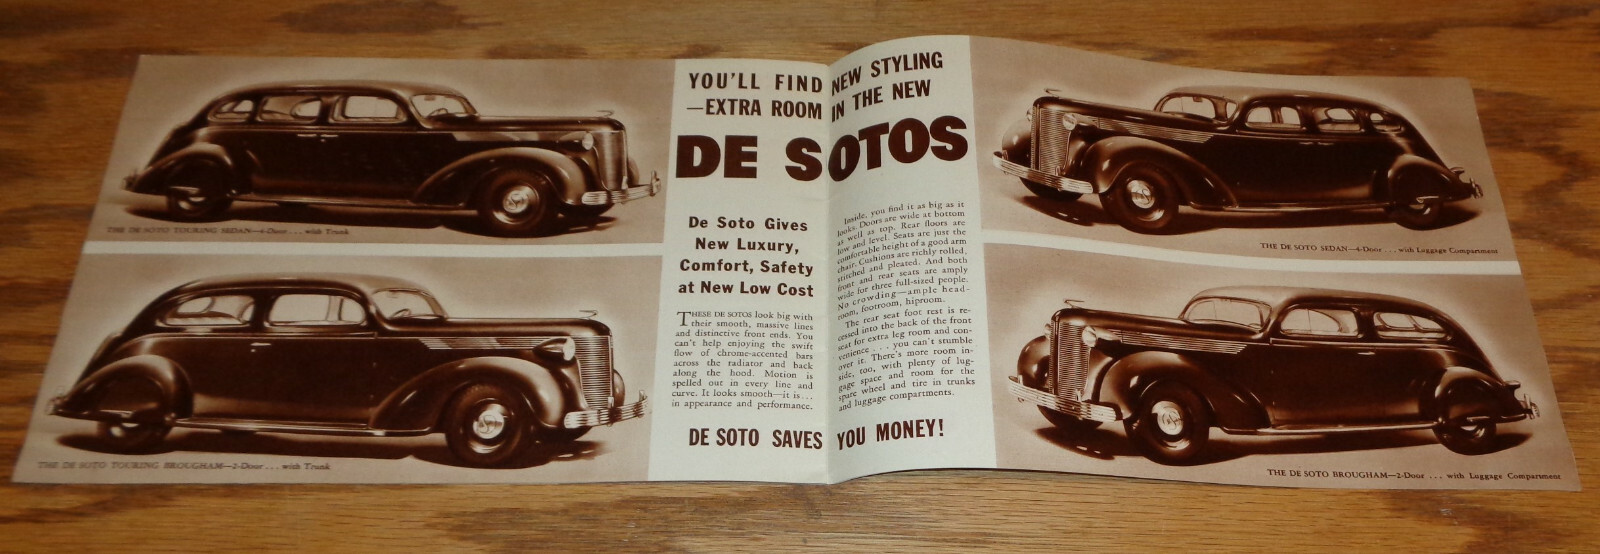 YOU'LL FIND NEW STYLING
—EXTRA ROOM IN THE NEW
DE SOTOS
THE DE SOTO TOURING SEDAN—4-Door . . . with Trunk
THE DE SOTO TOURING BROUGHAM—2-Door . . . with Trunk
De Soto Gives
New Luxury,
Comfort, Safety
at New Low Cost
THESE DE SOTOS look big with
their smooth, massive lines
and distinctive front ends. You
can't help enjoying the swift
flow of chrome-accented bars
across the radiator and back
along the hood. Motion is
spelled out in every line and
curve. It looks smooth—it is...
in appearance and performance.
Inside, you find it as big as it
looks. Doors are wide at bottom
as well as top. Rear floors are
low and level. Seats are just the
comfortable height of a good arm
chair. Cushions are richly rolled,
stitched and pleated. And both
front and rear seats are amply
wide for three full-sized people.
No crowding—ample head-
room, footroom, hiproom.
The rear seat foot rest is re-
cessed into the back of the front
seat for extra leg room and con-
venience . . . you can't stumble
over it. There's more room in-
side, too, with plenty of lug-
gage space and room for the
spare wheel and tire in trunks
and luggage compartments.
DE SOTO SAVES YOU MONEY!
THE DE SOTO SEDAN—4-Door . . . with Luggage Compartment
THE DE SOTO BROUGHAM—2-Door . . . with Luggage Compartment